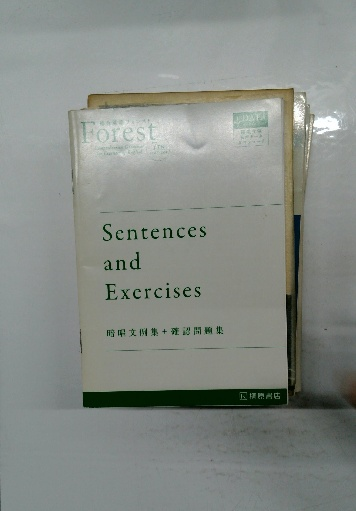 Forest
Sentences
and
Exercises
暗唱文例集+確認問題集
桐原書店